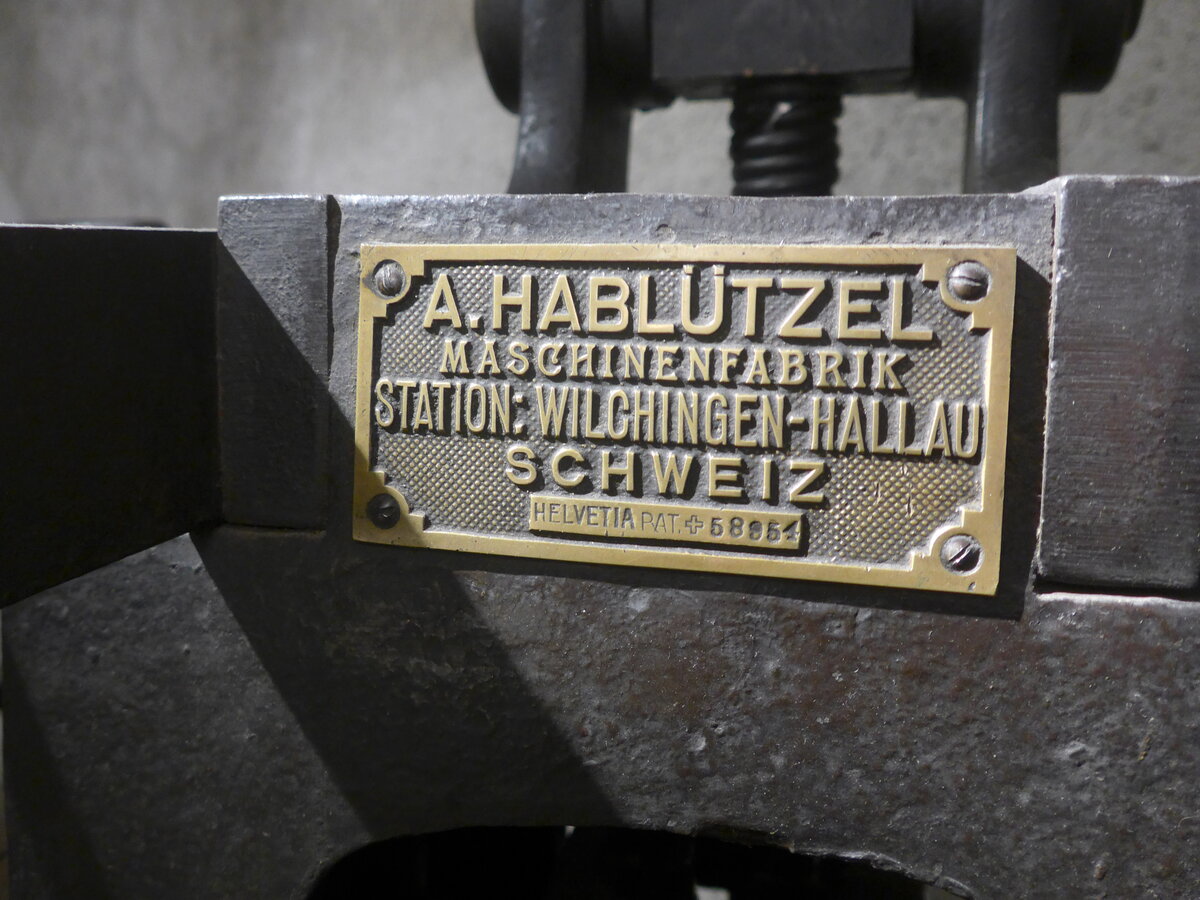 A. HABLÜTZEL
MASCHINENFABRIK
STATION: WILCHINGEN-HALLAU
SCHWEIZ
HELVETIA PAT. + 58954